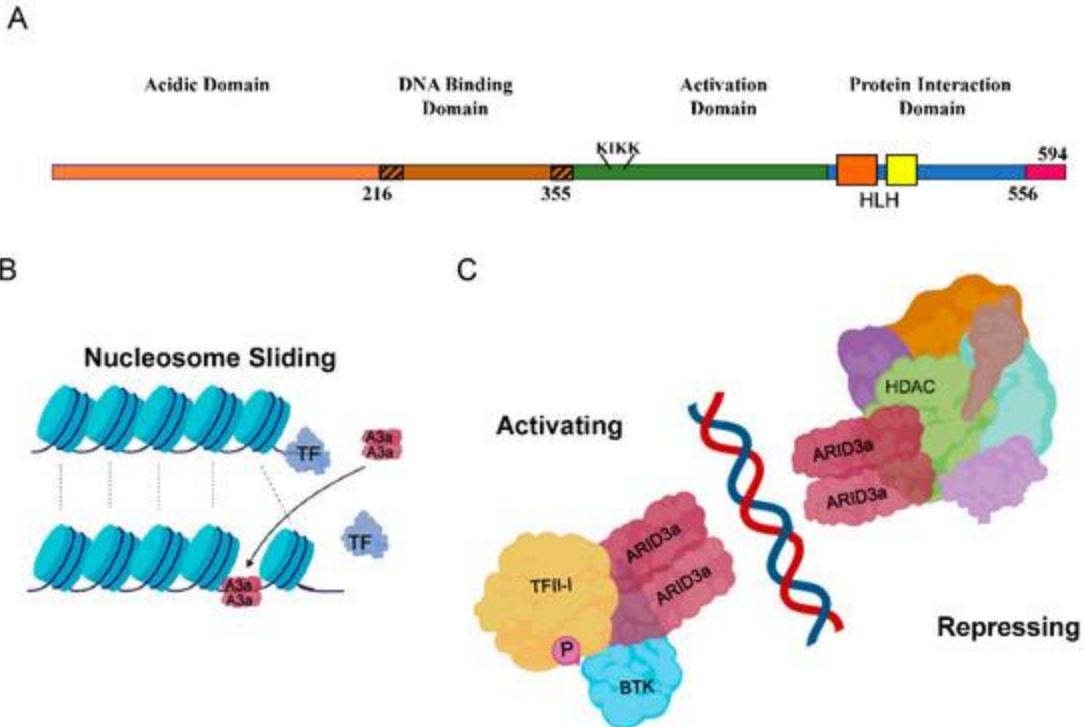 A
Acidic Domain
DNA Binding
Domain
Activation
Domain
Protein Interaction
Domain
KIKK
594
216
355
HLH
556
B
Nucleosome Sliding
TF
A3a
A3a
TF
A3a
A3a
C
Activating
HDAC
ARID3a
ARID3a
ARID3a
ARID3a
TFII-I
P
BTK
Repressing